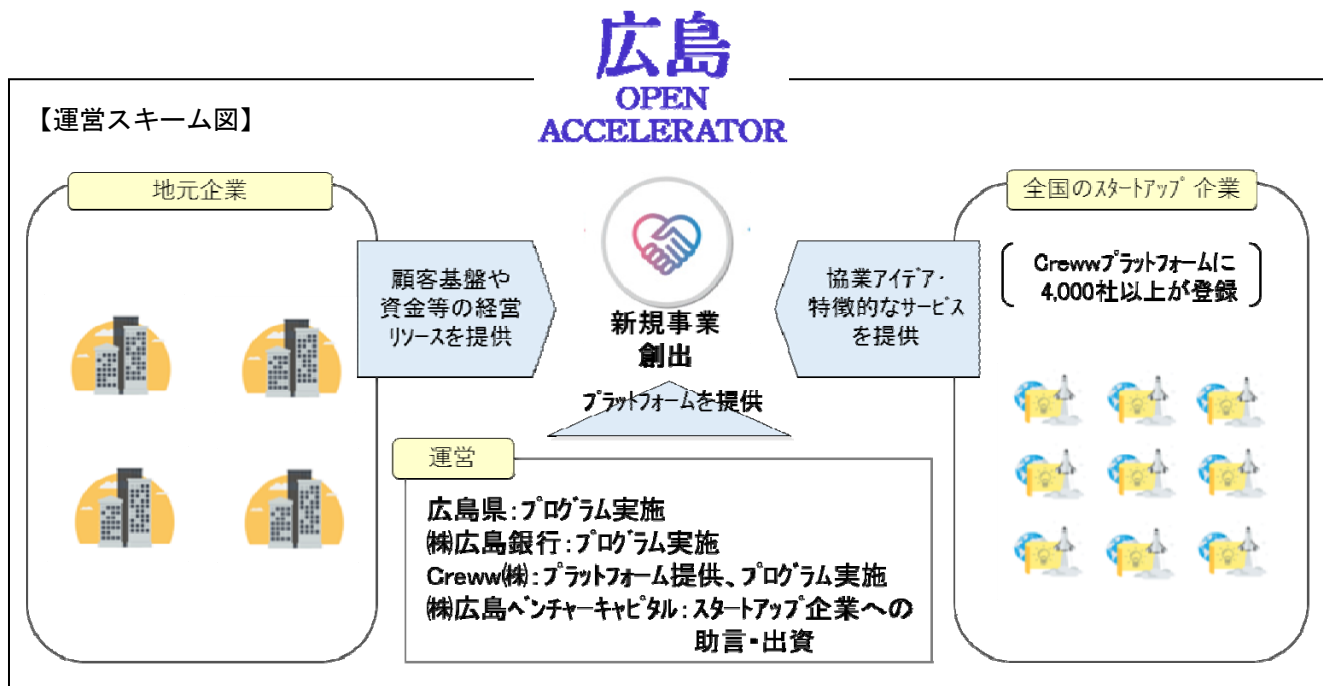 広島
OPEN
ACCELERATOR
【運営スキーム図】
地元企業
顧客基盤や
資金等の経営
ﾘｿｰｽを提供
新規事業
創出
ﾌﾟﾗｯﾄﾌｫｰﾑを提供
協業ｱｲﾃﾞｱ・
特徴的なｻｰﾋﾞｽ
を提供
全国のｽﾀｰﾄｱｯﾌﾟ 企業
Crewwﾌﾟﾗｯﾄﾌｫｰﾑに
4,000社以上が登録
運営
広島県：ﾌﾟﾛｸﾞﾗﾑ実施
㈱広島銀行：ﾌﾟﾛｸﾞﾗﾑ実施
Creww㈱：ﾌﾟﾗｯﾄﾌｫｰﾑ提供、ﾌﾟﾛｸﾞﾗﾑ実施
㈱広島ﾍﾞﾝﾁｬｰｷｬﾋﾟﾀﾙ：ｽﾀｰﾄｱｯﾌﾟ企業への
助言・出資